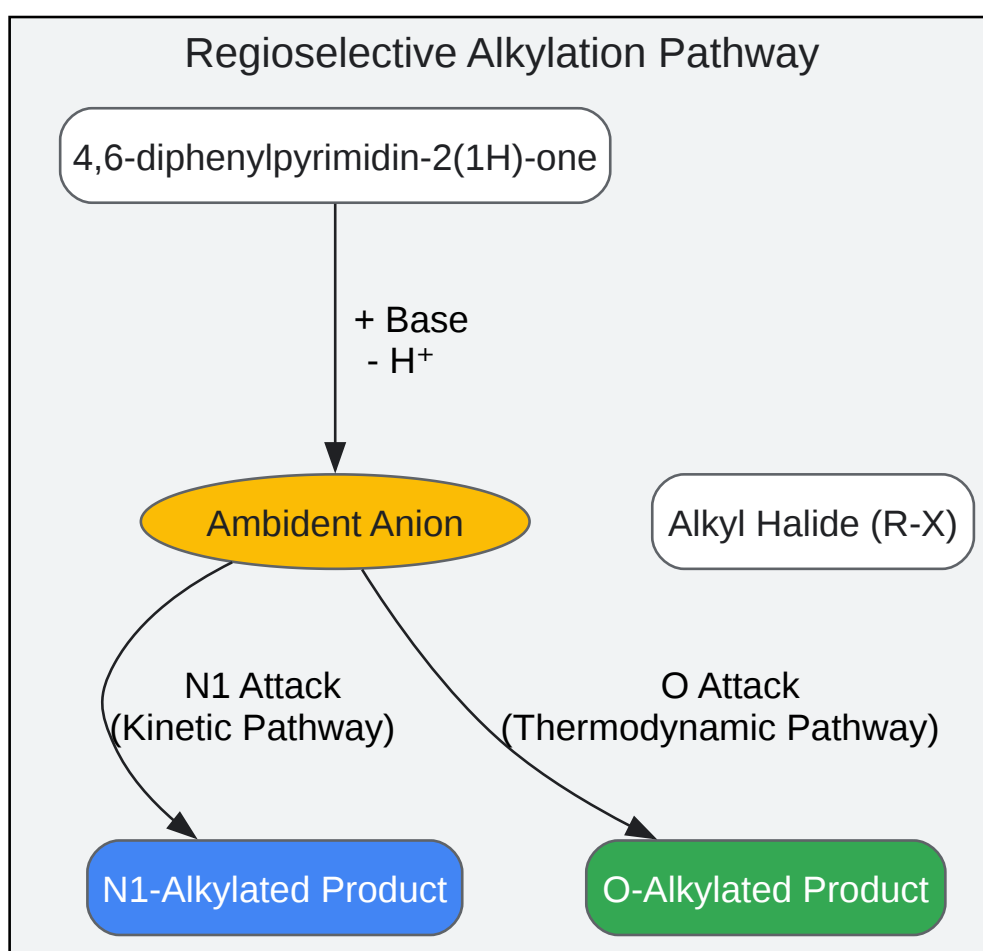 Regioselective Alkylation Pathway
4,6-diphenylpyrimidin-2(1H)-one
+ Base
- H⁺
Ambident Anion
Alkyl Halide (R-X)
N1 Attack
(Kinetic Pathway)
O Attack
(Thermodynamic Pathway)
N1-Alkylated Product
O-Alkylated Product